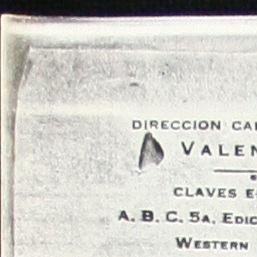 DIRECCION CA
VALEN
CLAVES E
A. B. C. 5A, EDIC
WESTERN